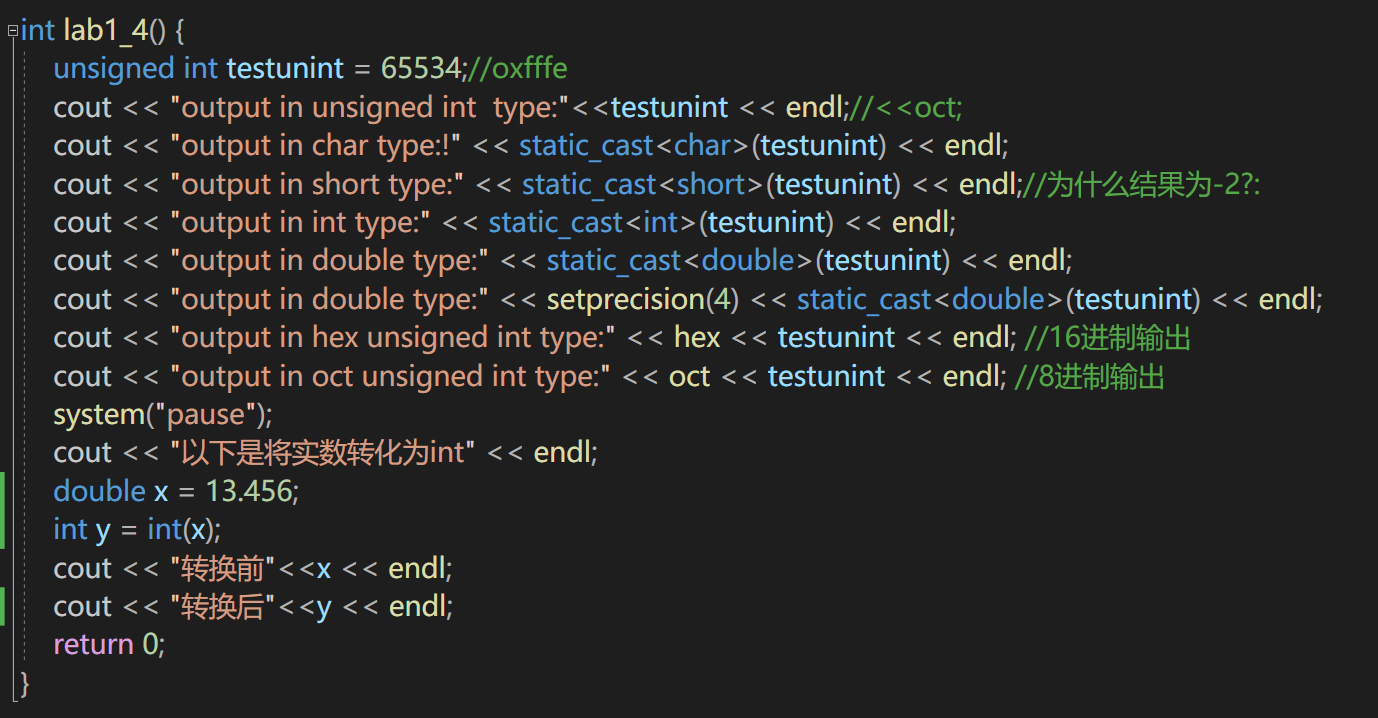 int lab1_4() {
unsigned int testunint = 65534;//oxfffe
cout << "output in unsigned int  type:"<<testunint << endl;//<<oct;
cout << "output in char type:!" << static_cast<char>(testunint) << endl;
cout << "output in short type:" << static_cast<short>(testunint) << endl;//为什么结果为-2?:
cout << "output in int type:" << static_cast<int>(testunint) << endl;
cout << "output in double type:" << static_cast<double>(testunint) << endl;
cout << "output in double type:" << setprecision(4) << static_cast<double>(testunint) << endl;
cout << "output in hex unsigned int type:" << hex << testunint << endl; //16进制输出
cout << "output in oct unsigned int type:" << oct << testunint << endl; //8进制输出
system("pause");
cout << "以下是将实数转化为int" << endl;
double x = 13.456;
int y = int(x);
cout << "转换前"<<x << endl;
cout << "转换后"<<y << endl;
return 0;
}